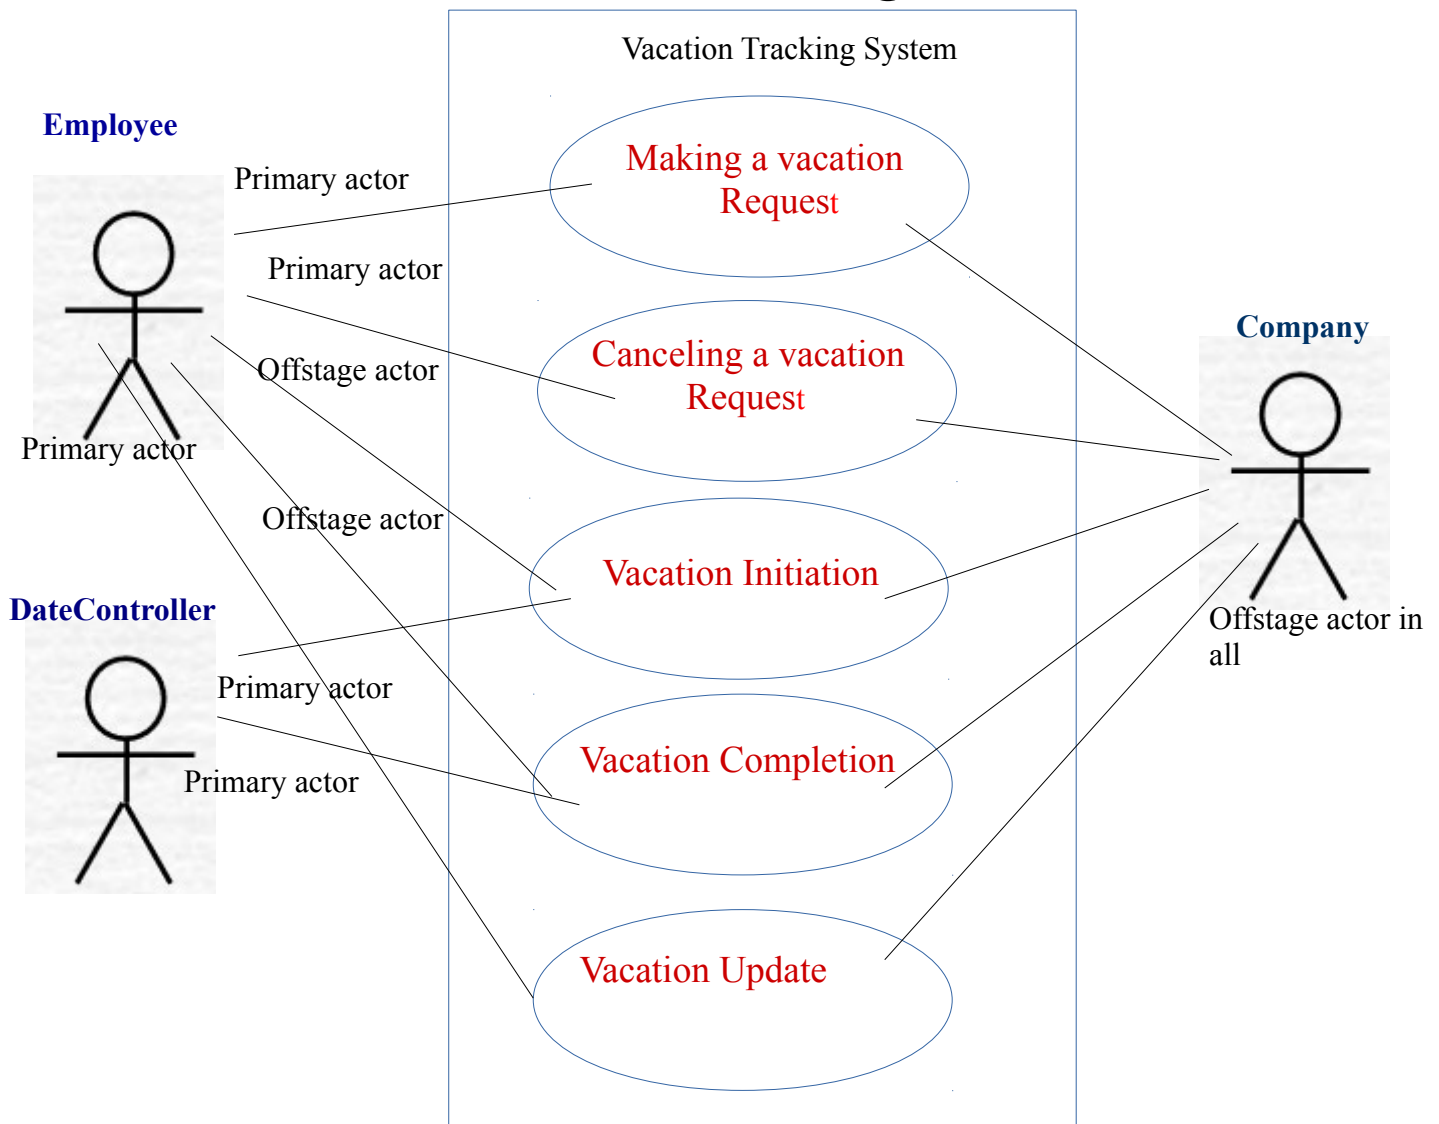 Vacation Tracking System
Employee
Primary actor
Making a vacation
Request
Primary actor
Canceling a vacation
Request
Offstage actor
Company
Primary actor
Offstage actor
Vacation Initiation
DateController
Offstage actor in
all
Primary actor
Vacation Completion
Primary actor
Vacation Update